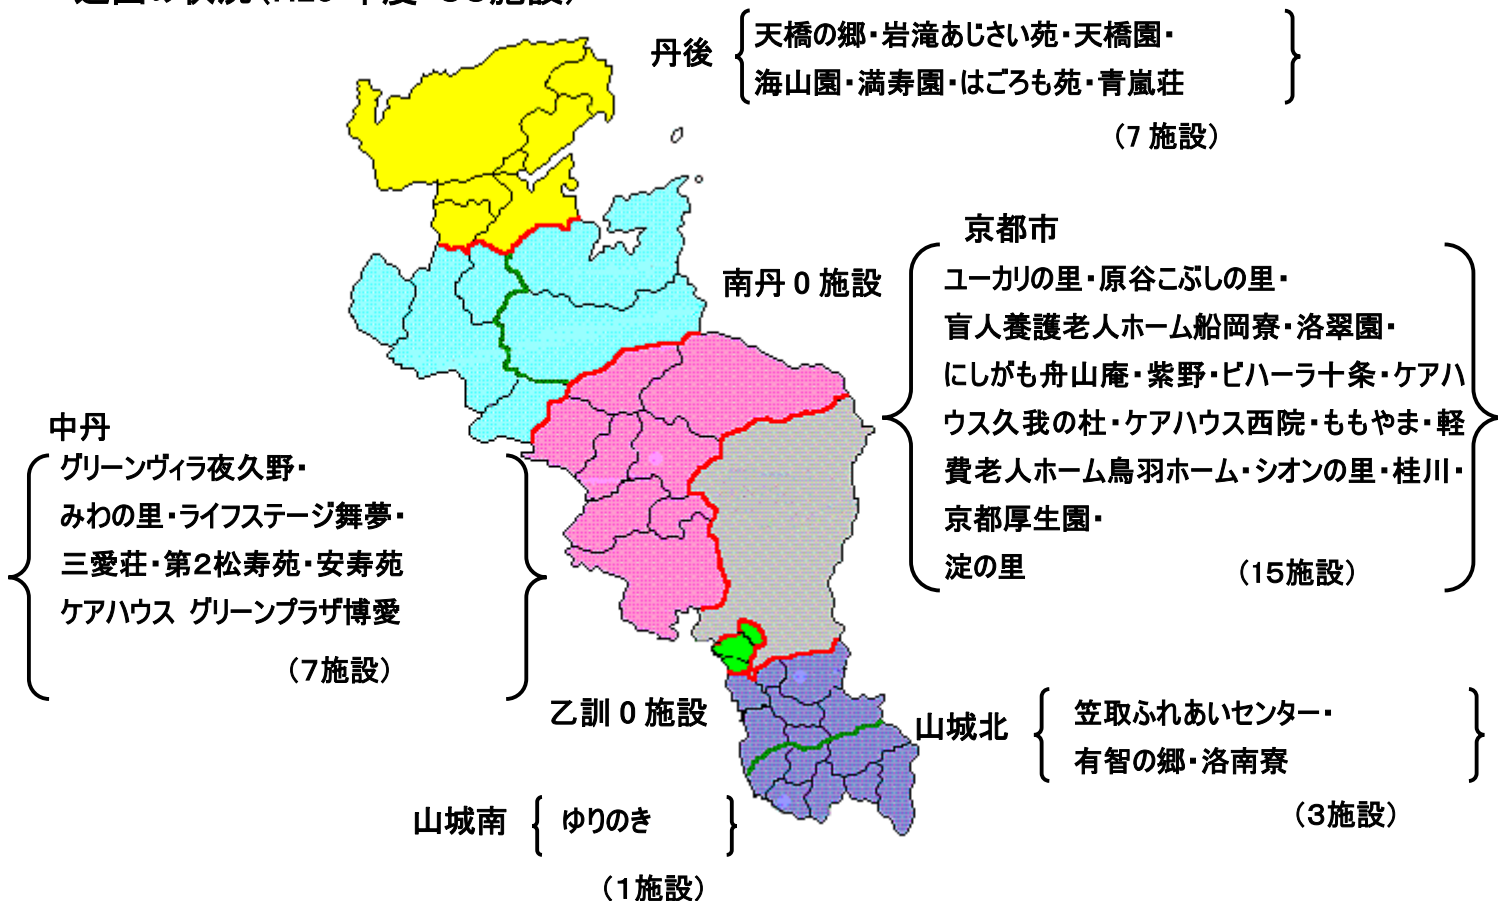 丹後
天橋の郷・岩滝あじさい苑・天橋園・
海山園・満寿園・はごろも苑・青嵐荘
（7 施設）
京都市
南丹 0 施設
ユーカリの里・原谷こぶしの里・
盲人養護老人ホーム船岡寮・洛翠園・
にしがも舟山庵・紫野・ビハーラ十条・ケアハ
ウス久我の杜・ケアハウス西院・ももやま・軽
費老人ホーム鳥羽ホーム・シオンの里・桂川・
京都厚生園・
淀の里
（15施設）
中丹
グリーンヴィラ夜久野・
みわの里・ライフステージ舞夢・
三愛荘・第2松寿苑・安寿苑
ケアハウス グリーンプラザ博愛
（7施設）
乙訓 0 施設
山城北
笠取ふれあいセンター・
有智の郷・洛南寮
（3施設）
山城南
ゆりのき
（1施設）